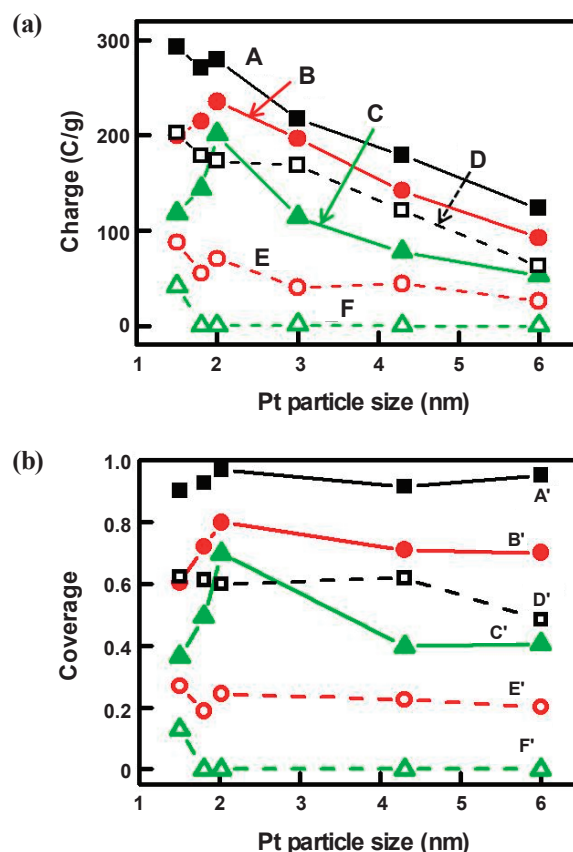 (a)
300
200
100
0
Charge (C/g)
A
B
C
D
E
F
1 2 3 4 5 6
Pt particle size (nm)
(b)
1.0
0.8
0.6
0.4
0.2
0
Coverage
A'
B'
D'
C'
E'
F'
1 2 3 4 5 6
Pt particle size (nm)